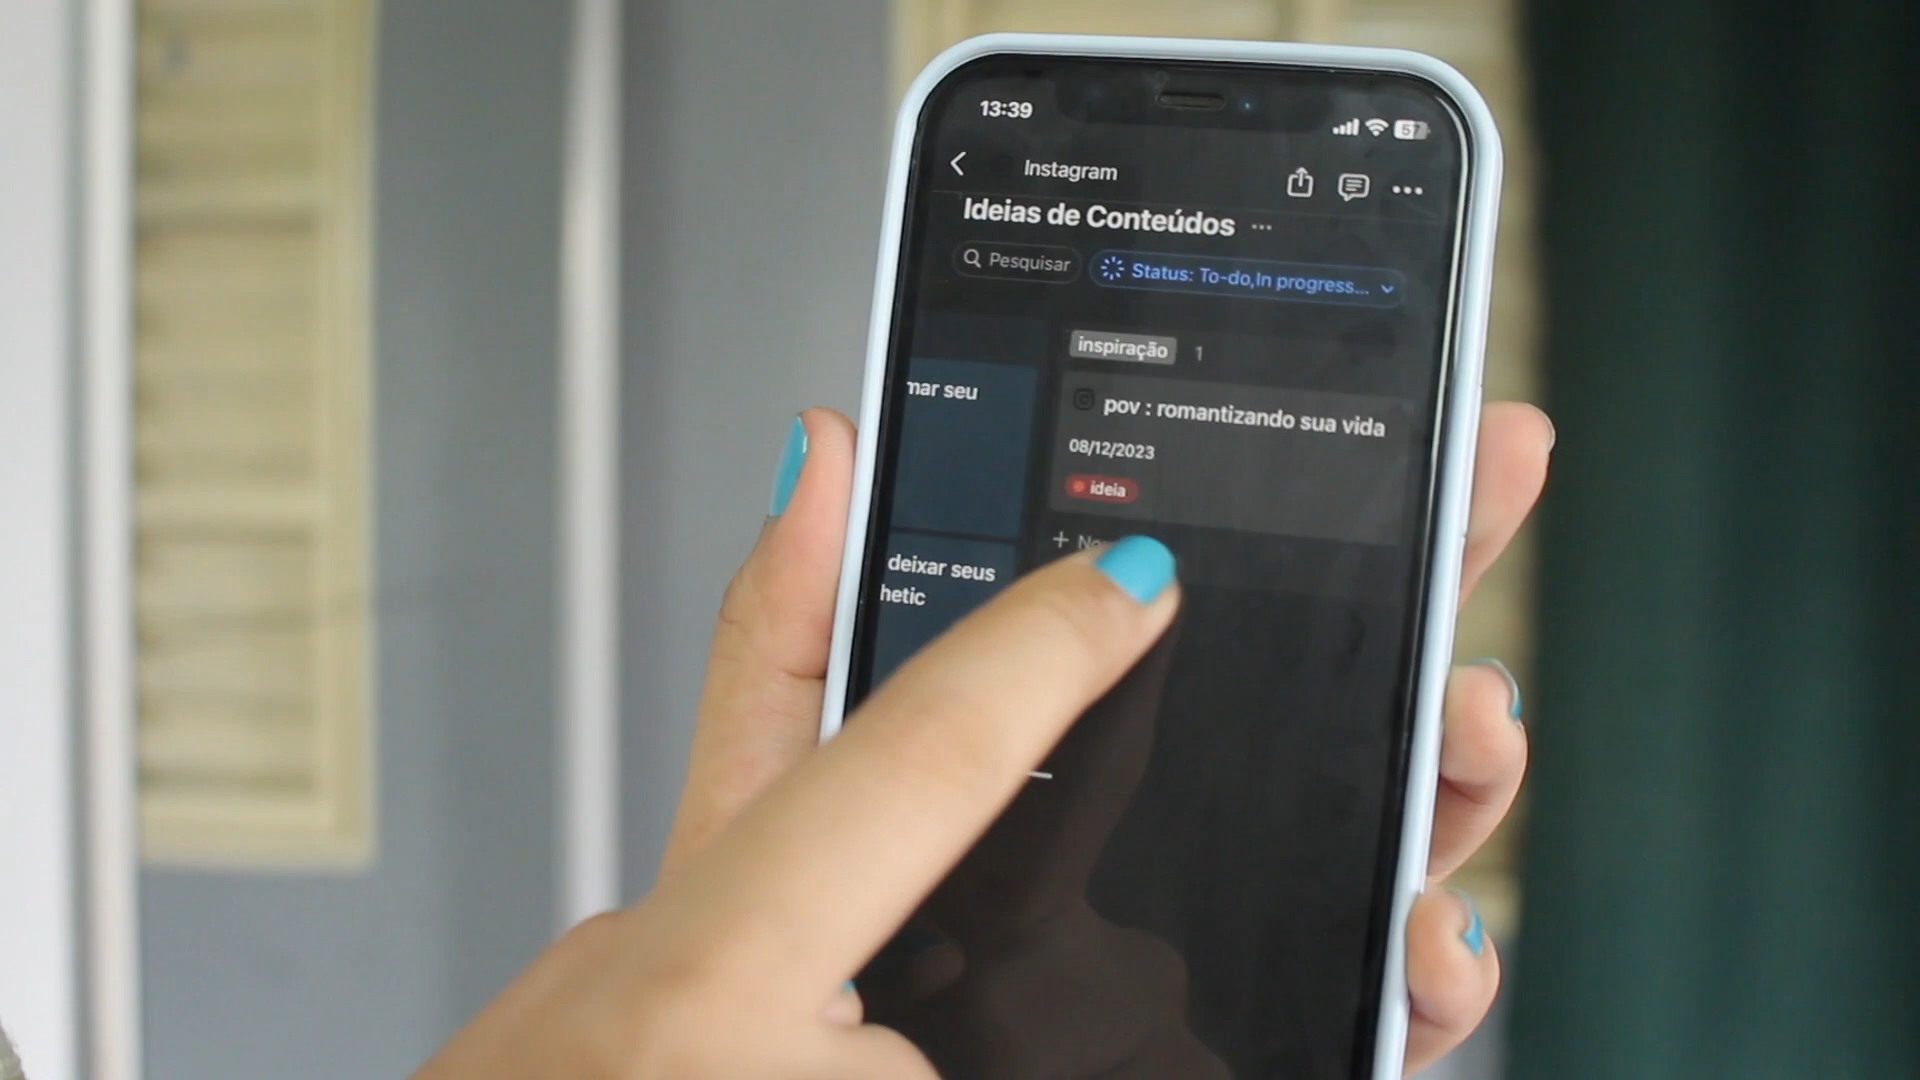 13:39
57
Instagram
Ideias de Conteúdos ...
Pesquisar
Status: To-do,In progress...
inspiração 1
mar seu
pov : romantizando sua vida
08/12/2023
ideia
+
deixar seus
hetic